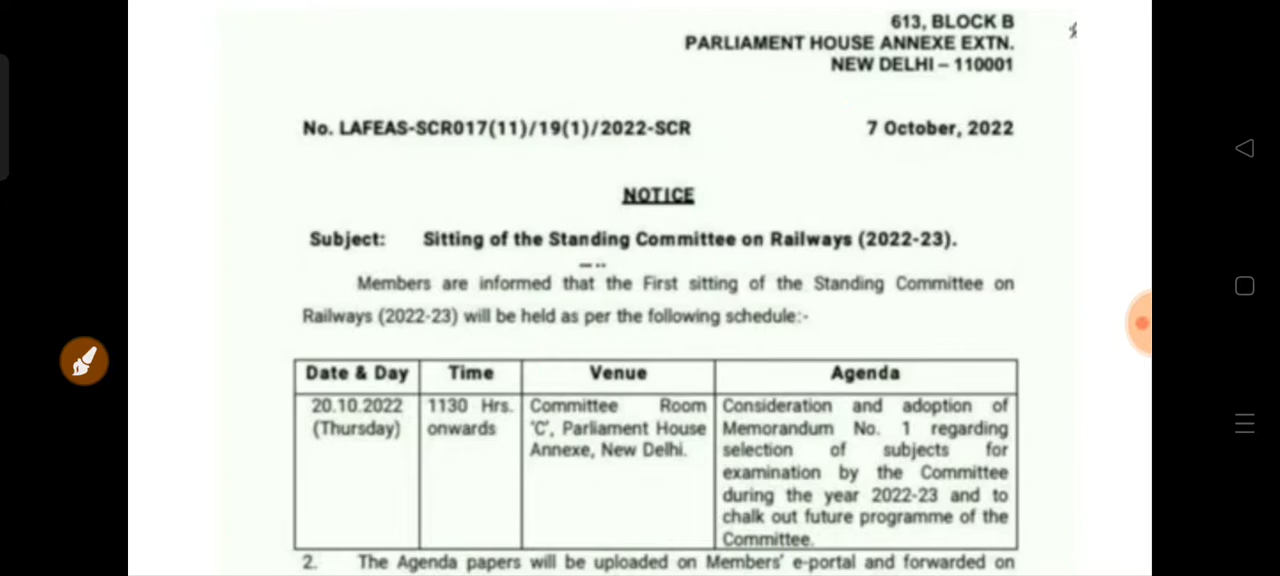 613, BLOCK B
PARLIAMENT HOUSE ANNEXE EXTN.
NEW DELHI – 110001
No. LAFEAS-SCR017(11)/19(1)/2022-SCR 7 October, 2022
NOTICE
Subject: Sitting of the Standing Committee on Railways (2022-23).
Members are informed that the First sitting of the Standing Committee on
Railways (2022-23) will be held as per the following schedule:-
Date & Day Time Venue Agenda
20.10.2022 1130 Hrs. Committee Room Consideration and adoption of
(Thursday) onwards 'C', Parliament House Memorandum No. 1 regarding
Annexe, New Delhi. selection of subjects for
examination by the Committee
during the year 2022-23 and to
chalk out future programme of the
Committee.
2. The Agenda papers will be uploaded on Members' e-portal and forwarded on